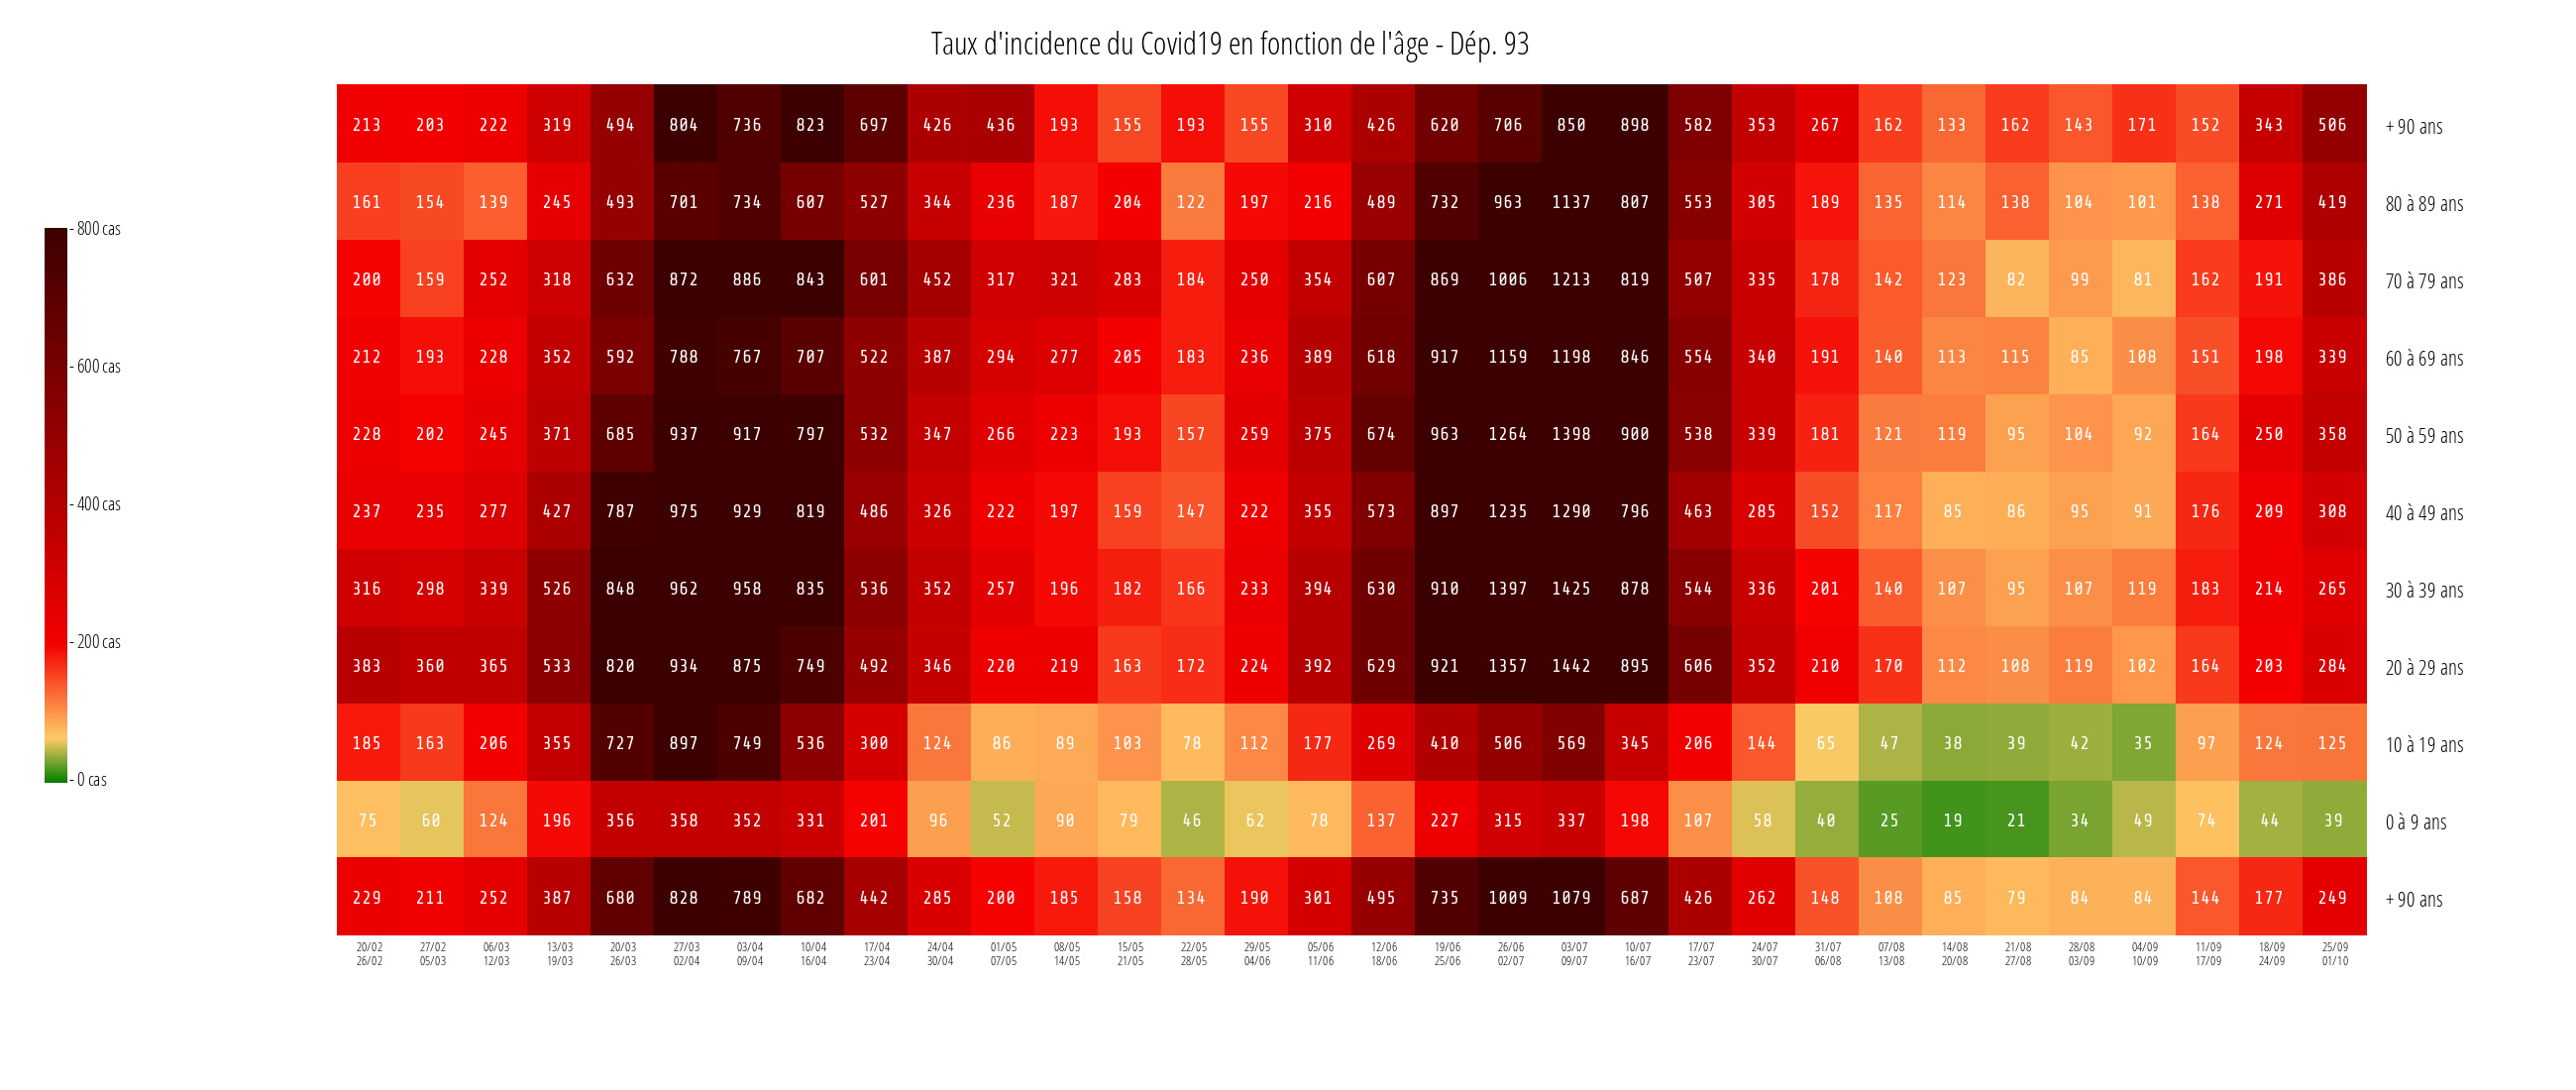 Taux d'incidence du Covid19 en fonction de l'âge - Dép. 93
213 203 222 319 494 804 736 823 697 426 436 193 155 193 155 310 426 620 706 850 898 582 353 267 162 133 162 143 171 152 343 506 + 90 ans
161 154 139 245 493 701 734 607 527 344 236 187 204 122 197 216 489 732 963 1137 807 553 305 189 135 114 138 104 101 138 271 419 80 à 89 ans
- 800 cas
200 159 252 318 632 872 886 843 601 452 317 321 283 184 250 354 607 869 1006 1213 819 507 335 178 142 123 82 99 81 162 191 386 70 à 79 ans
212 193 228 352 592 788 767 707 522 387 294 277 205 183 236 389 618 917 1159 1198 846 554 340 191 140 113 115 85 108 151 198 339 60 à 69 ans
- 600 cas
228 202 245 371 685 937 917 797 532 347 266 223 193 157 259 375 674 963 1264 1398 900 538 339 181 121 119 95 104 92 164 250 358 50 à 59 ans
- 400 cas
237 235 277 427 787 975 929 819 486 326 222 197 159 147 222 355 573 897 1235 1290 796 463 285 152 117 85 86 95 91 176 209 308 40 à 49 ans
316 298 339 526 848 962 958 835 536 352 257 196 182 166 233 394 630 910 1397 1425 878 544 336 201 140 107 95 107 119 183 214 265 30 à 39 ans
- 200 cas
383 360 365 533 820 934 875 749 492 346 220 219 163 172 224 392 629 921 1357 1442 895 606 352 210 170 112 108 119 102 164 203 284 20 à 29 ans
185 163 206 355 727 897 749 536 300 124 86 89 103 78 112 177 269 410 506 569 345 206 144 65 47 38 39 42 35 97 124 125 10 à 19 ans
- 0 cas
75 60 124 196 356 358 352 331 201 96 52 90 79 46 62 78 137 227 315 337 198 107 58 40 25 19 21 34 49 74 44 39 0 à 9 ans
229 211 252 387 680 828 789 682 442 285 200 185 158 134 190 301 495 735 1009 1079 687 426 262 148 108 85 79 84 84 144 177 249 + 90 ans
20/02 27/02 06/03 13/03 20/03 27/03 03/04 10/04 17/04 24/04 01/05 08/05 15/05 22/05 29/05 05/06 12/06 19/06 26/06 03/07 10/07 17/07 24/07 31/07 07/08 14/08 21/08 28/08 04/09 11/09 18/09 25/09
26/02 05/03 12/03 19/03 26/03 02/04 09/04 16/04 23/04 30/04 07/05 14/05 21/05 28/05 04/06 11/06 18/06 25/06 02/07 09/07 16/07 23/07 30/07 06/08 13/08 20/08 27/08 03/09 10/09 17/09 24/09 01/10